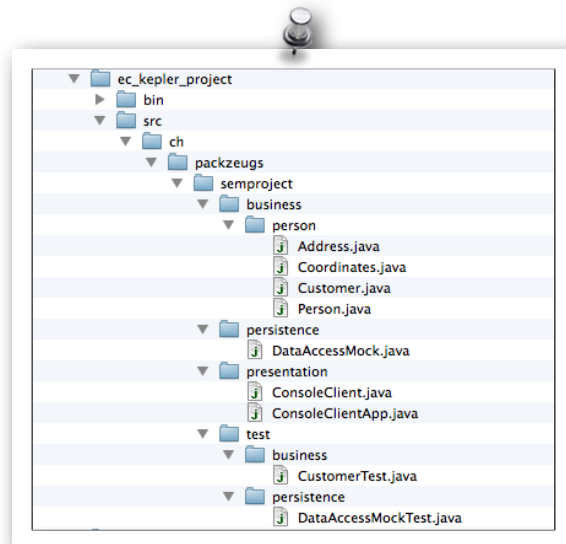 ec_kepler_project
bin
src
ch
packzeugs
semproject
business
person
Address.java
Coordinates.java
Customer.java
Person.java
persistence
DataAccessMock.java
presentation
ConsoleClient.java
ConsoleClientApp.java
test
business
CustomerTest.java
persistence
DataAccessMockTest.java